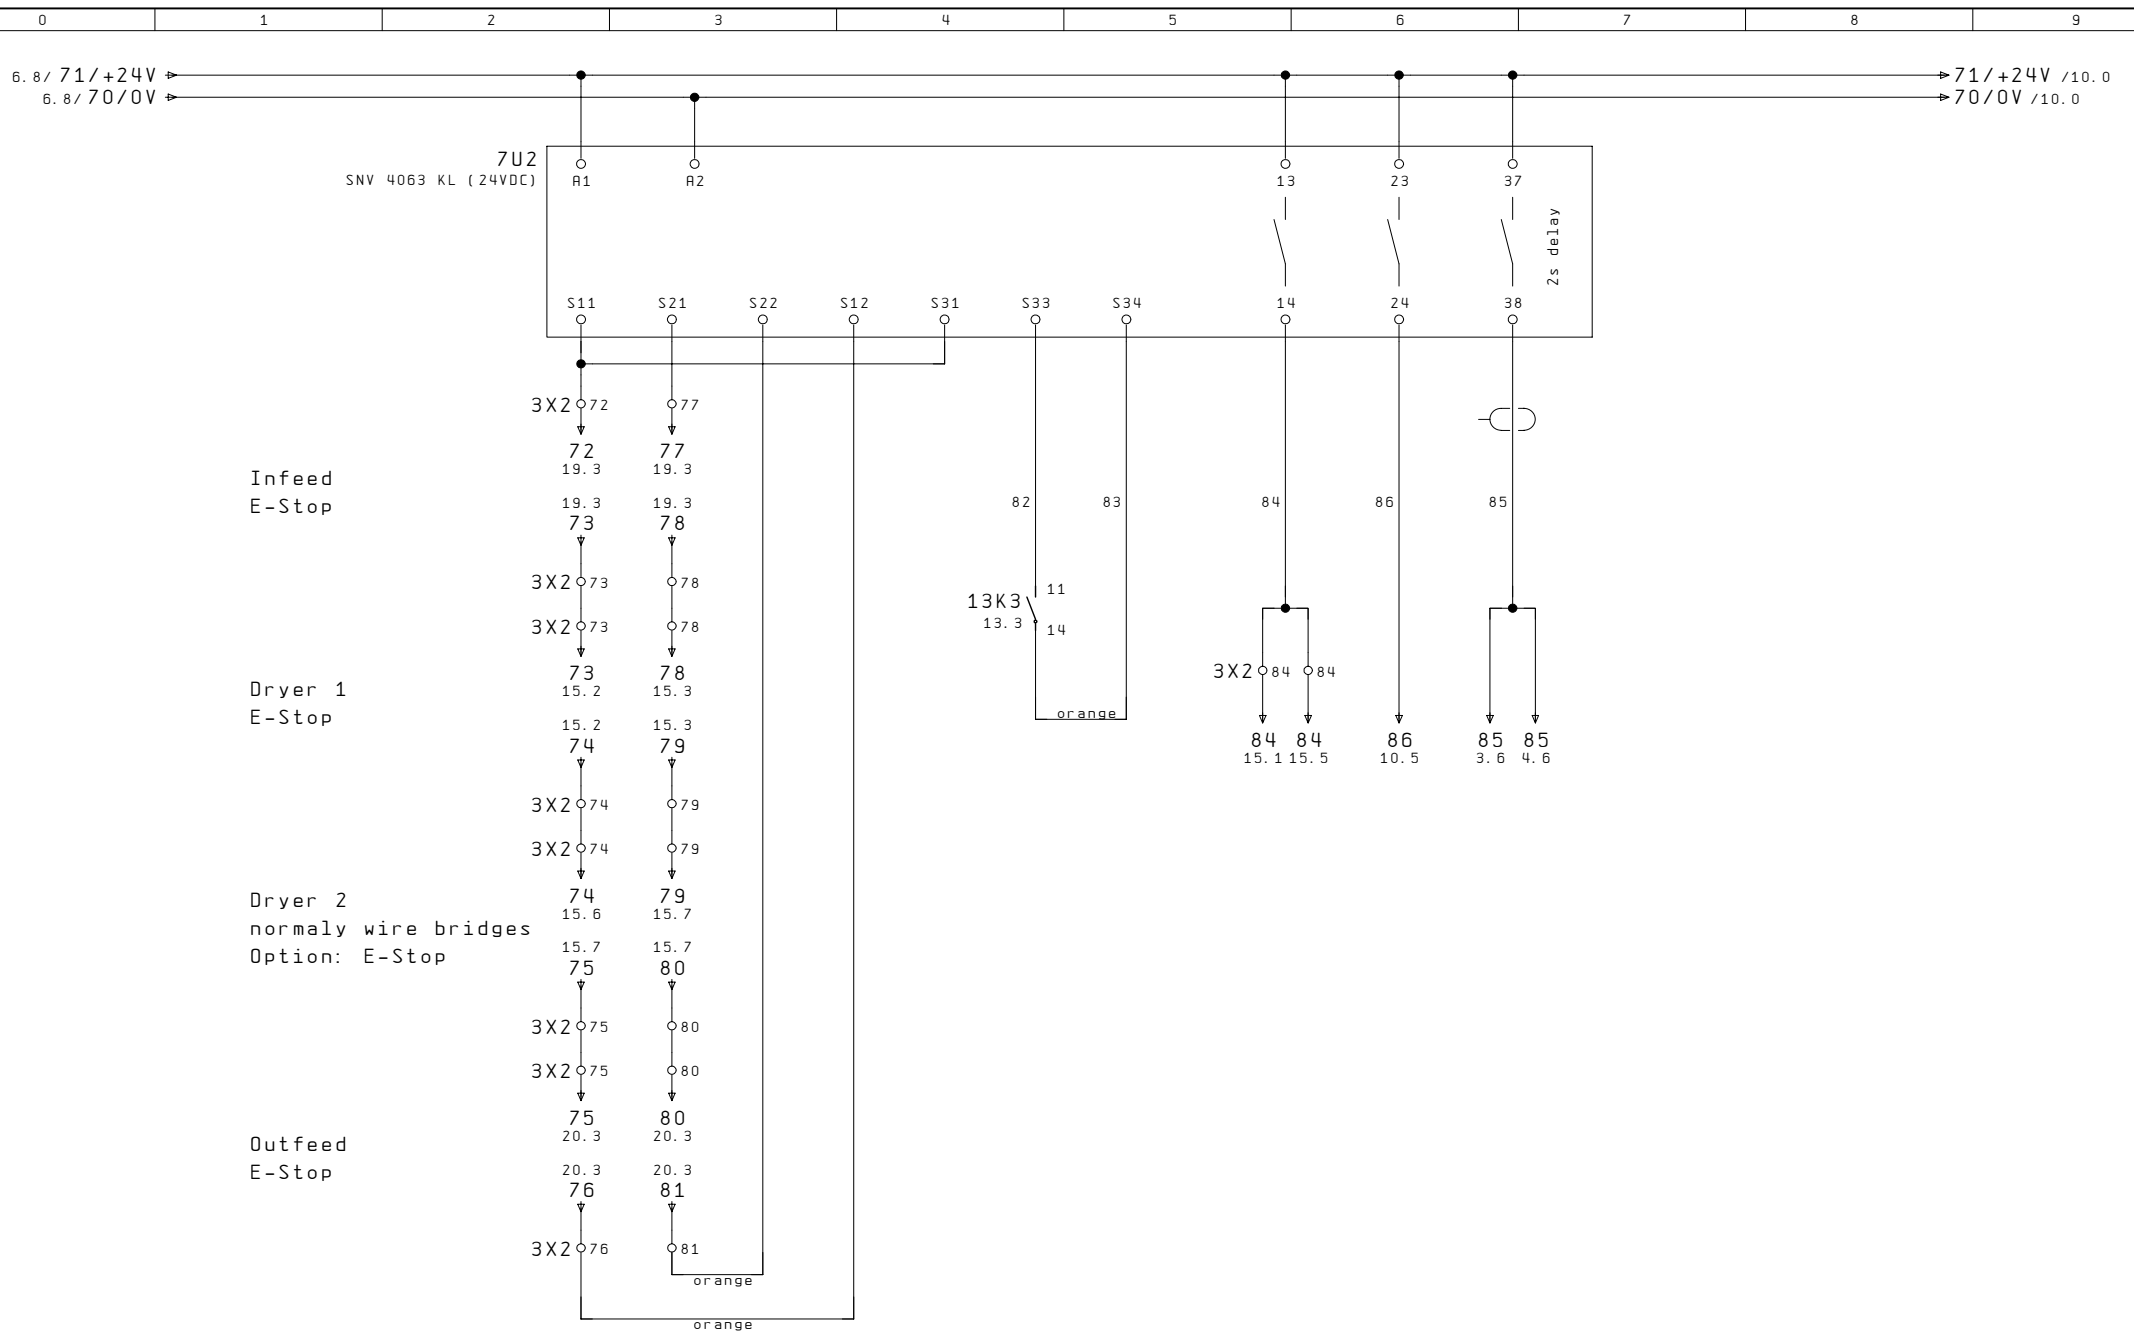 0 1 2 3 4 5 6 7 8 9
6.8/ 71/+24V 71/+24V /10.0
6.8/ 70/0V 70/0V /10.0
7U2
SNV 4063 KL (24VDC) A1 A2 13 23 37
2s delay
S11 S21 S22 S12 S31 S33 S34 14 24 38
3X2 72 77
72 77
19.3 19.3
Infeed
E-Stop
19.3 19.3 82 83 84 86 85
73 78
3X2 73 78
11
13K3
13.3 14
3X2 73 78
73 78 3X2 84 84
15.2 15.3
Dryer 1
E-Stop
orange
15.2 15.3
74 79 84 84 86 85 85
15.1 15.5 10.5 3.6 4.6
3X2 74 79
3X2 74 79
74 79
15.6 15.7
Dryer 2
normaly wire bridges
Option: E-Stop
15.7 15.7
75 80
3X2 75 80
3X2 75 80
75 80
20.3 20.3
Outfeed
E-Stop
20.3 20.3
76 81
3X2 76 81
orange
orange